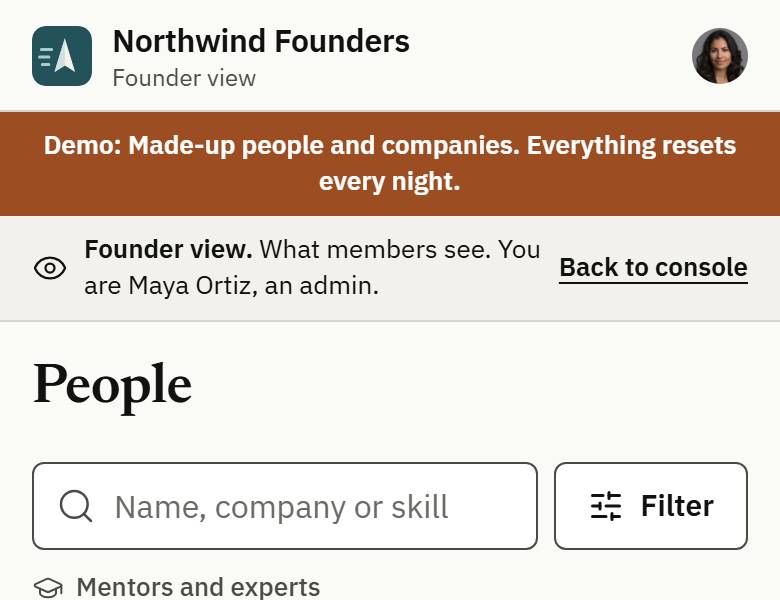 Northwind Founders
Founder view
Demo: Made-up people and companies. Everything resets
every night.
Founder view. What members see. You
are Maya Ortiz, an admin.
Back to console
People
Name, company or skill
Filter
Mentors and experts